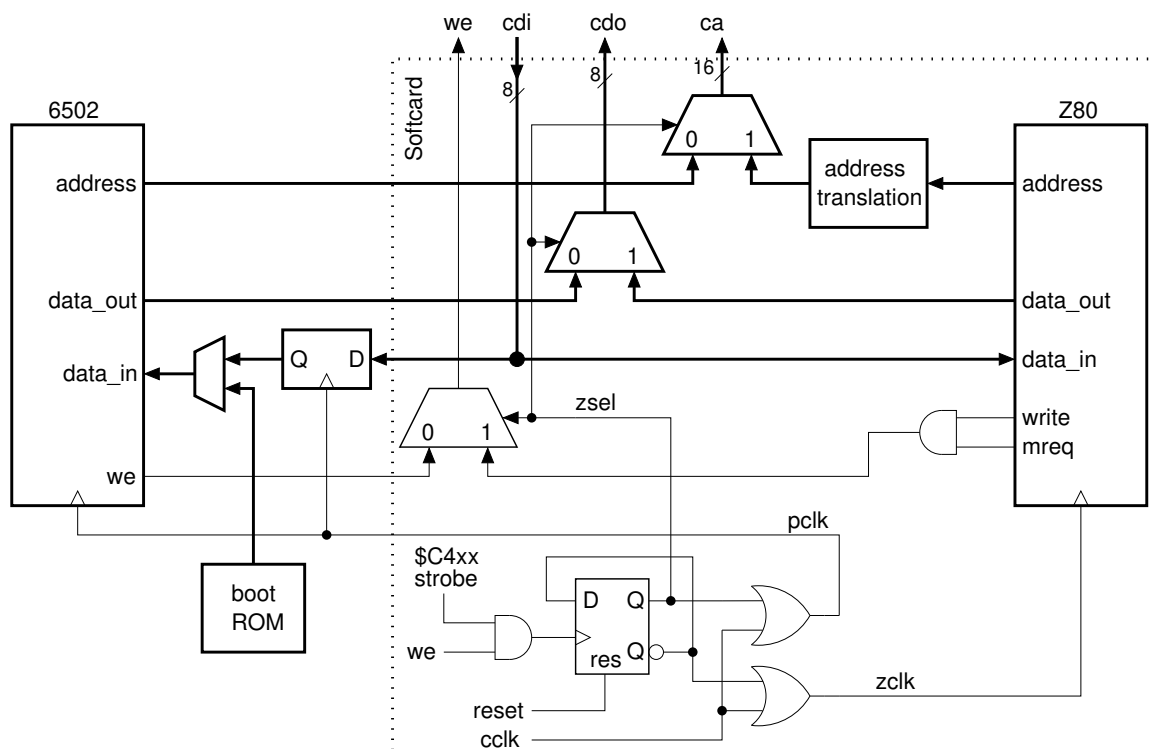 we
cdi
cdo
ca
8
8
16
Softcard
6502
Z80
0
1
address
address
translation
address
0
1
data_out
data_out
Q
D
data_in
data_in
zsel
0
1
write
mreq
we
pclk
$C4xx
strobe
boot
ROM
D
Q
we
res
Q
zclk
reset
cclk